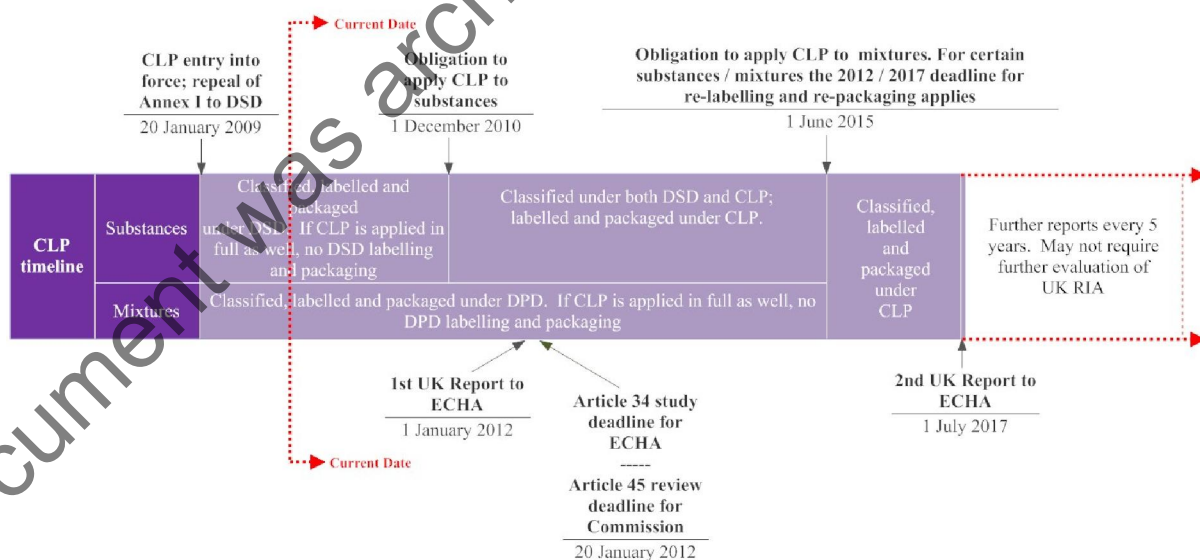 Current Date
CLP entry into
force; repeal of
Annex I to DSD
20 January 2009
Obligation to
apply CLP to
substances
1 December 2010
Obligation to apply CLP to mixtures. For certain
substances / mixtures the 2012 / 2017 deadline for
re-labelling and re-packaging applies
1 June 2015
CLP
timeline
Substances
Classified, labelled and
packaged
under DSD. If CLP is applied in
full as well, no DSD labelling
and packaging
Classified under both DSD and CLP;
labelled and packaged under CLP.
Classified,
labelled
and
packaged
under
CLP
Further reports every 5
years. May not require
further evaluation of
UK RIA
Mixtures
Classified, labelled and packaged under DPD. If CLP is applied in full as well, no
DPD labelling and packaging
1st UK Report to
ECHA
1 January 2012
Article 34 study
deadline for
ECHA
-----
Article 45 review
deadline for
Commission
20 January 2012
2nd UK Report to
ECHA
1 July 2017
Current Date
cument was arch